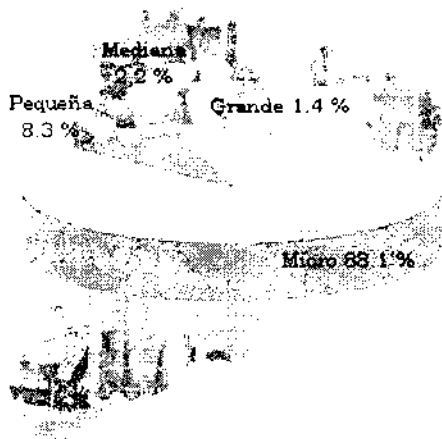 Mediana
2.2 %
Pequeña
8.3 %
Grande 1.4 %
Micro 88.1 %